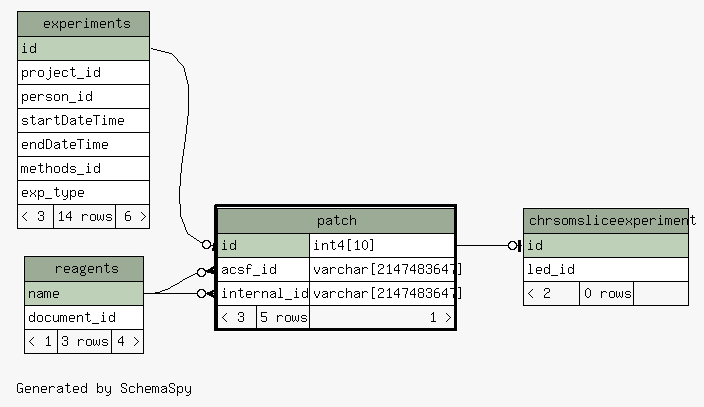 experiments
id
project_id
person_id
startDateTime
endDateTime
methods_id
exp_type
< 3 14 rows 6 >
reagents
name
document_id
< 1 3 rows 4 >
patch
id int4[10]
acsf_id varchar[2147483647]
internal_id varchar[2147483647]
< 3 5 rows 1 >
chrsomsliceexperiment
id
led_id
< 2 0 rows
Generated by SchemaSpy